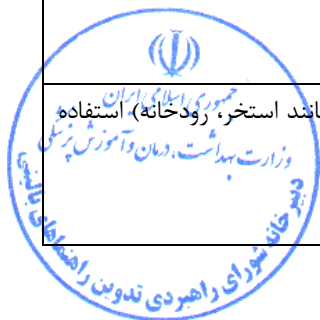 جمهوری اسلامی ایران
مانند استخر، رودخانه) استفاده
وزارت بهداشت، درمان و آموزش پزشکی
دبیرخانه شورای راهبردی تدوین راهنماهای بالینی